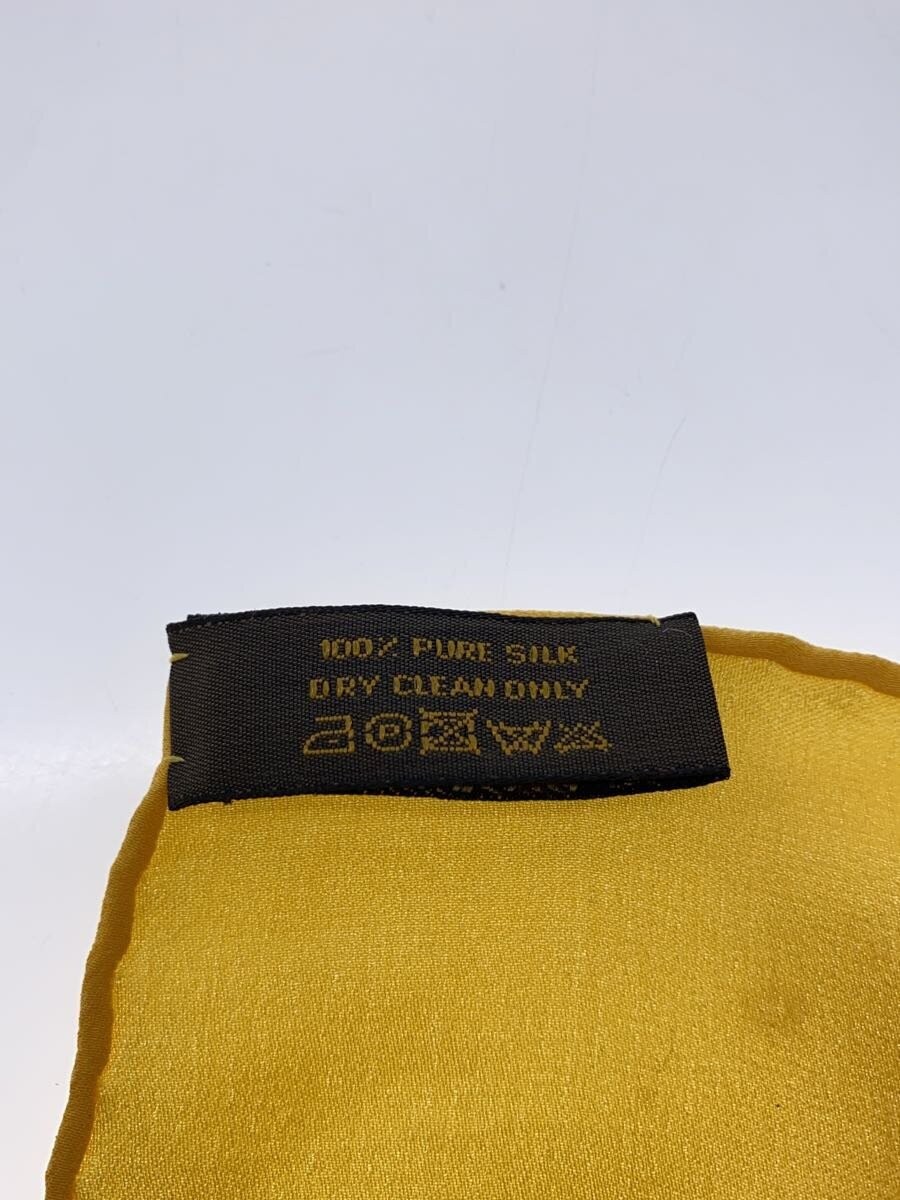 100% PURE SILK
DRY CLEAN ONLY
P